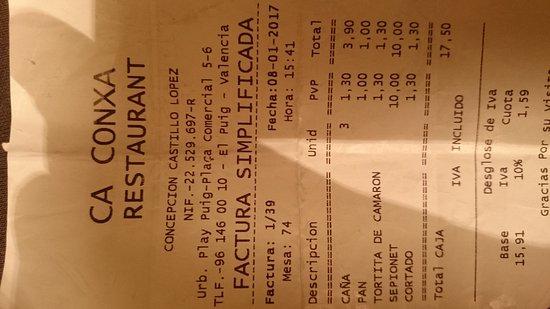 CA CONXA
RESTAURANT
CONCEPCION CASTILLO LOPEZ
NIF.-22.529.697-R
Urb. Play Puig-Plaça comercial 5-6
TLF.-96 146 00 10 - El Puig - Valencia
FACTURA SIMPLIFICADA
Factura: 1/39 Fecha:08-01-2017
Mesa: 74 Hora: 15:41
Descripcion Unid PvP Total
CAÑA 3 1,30 3,90
PAN 1,00 1,00
TORTITA DE CAMARON 1,30 1,30
SEPIONET 10,00 10,00
CORTADO 1,30 1,30
Total CAJA 17,50
IVA INCLUIDO
Desglose de Iva
Base Iva Cuota
15,91 10% 1,59
Gracias Por su Visita